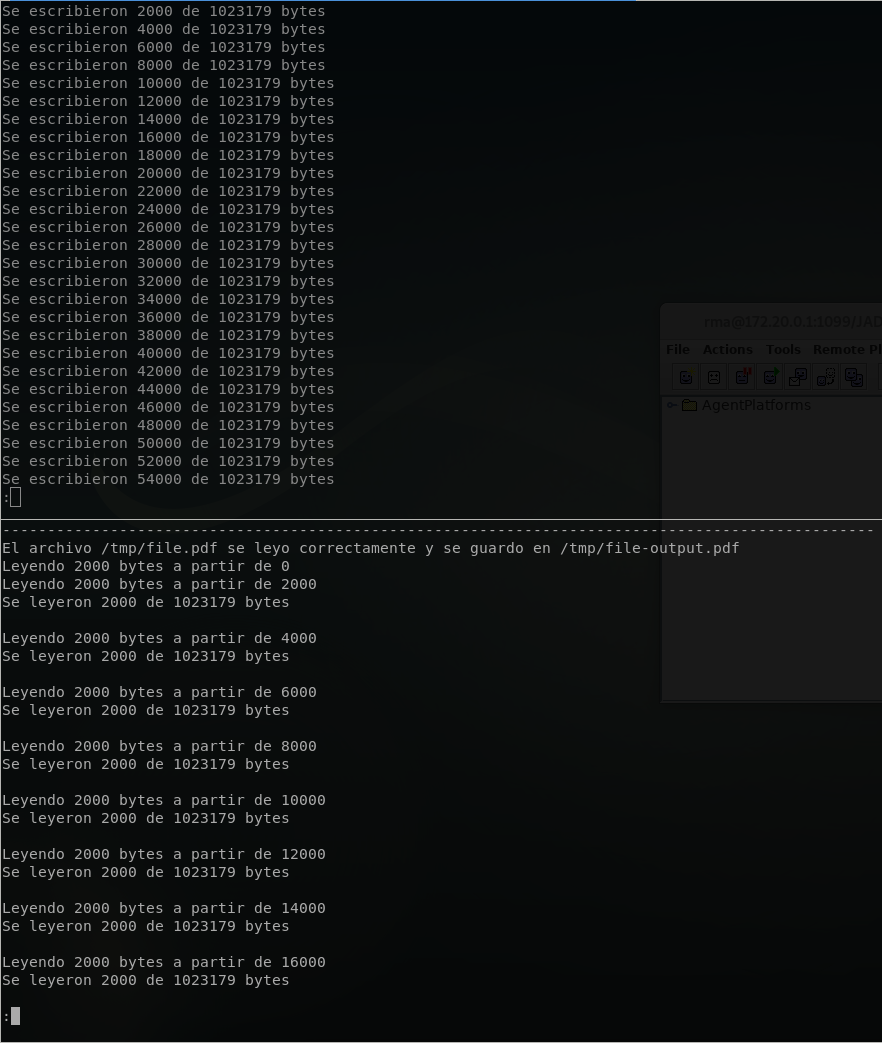 Se escribieron 2000 de 1023179 bytes
Se escribieron 4000 de 1023179 bytes
Se escribieron 6000 de 1023179 bytes
Se escribieron 8000 de 1023179 bytes
Se escribieron 10000 de 1023179 bytes
Se escribieron 12000 de 1023179 bytes
Se escribieron 14000 de 1023179 bytes
Se escribieron 16000 de 1023179 bytes
Se escribieron 18000 de 1023179 bytes
Se escribieron 20000 de 1023179 bytes
Se escribieron 22000 de 1023179 bytes
Se escribieron 24000 de 1023179 bytes
Se escribieron 26000 de 1023179 bytes
Se escribieron 28000 de 1023179 bytes
Se escribieron 30000 de 1023179 bytes
Se escribieron 32000 de 1023179 bytes
Se escribieron 34000 de 1023179 bytes
Se escribieron 36000 de 1023179 bytes
Se escribieron 38000 de 1023179 bytes
Se escribieron 40000 de 1023179 bytes
Se escribieron 42000 de 1023179 bytes
Se escribieron 44000 de 1023179 bytes
Se escribieron 46000 de 1023179 bytes
Se escribieron 48000 de 1023179 bytes
Se escribieron 50000 de 1023179 bytes
Se escribieron 52000 de 1023179 bytes
Se escribieron 54000 de 1023179 bytes
:
rma@172.20.0.1:1099/JAD
File Actions Tools Remote Pl
AgentPlatforms
-------------------------------------------------------------------------------------------------
El archivo /tmp/file.pdf se leyo correctamente y se guardo en /tmp/file-output.pdf
Leyendo 2000 bytes a partir de 0
Leyendo 2000 bytes a partir de 2000
Se leyeron 2000 de 1023179 bytes
Leyendo 2000 bytes a partir de 4000
Se leyeron 2000 de 1023179 bytes
Leyendo 2000 bytes a partir de 6000
Se leyeron 2000 de 1023179 bytes
Leyendo 2000 bytes a partir de 8000
Se leyeron 2000 de 1023179 bytes
Leyendo 2000 bytes a partir de 10000
Se leyeron 2000 de 1023179 bytes
Leyendo 2000 bytes a partir de 12000
Se leyeron 2000 de 1023179 bytes
Leyendo 2000 bytes a partir de 14000
Se leyeron 2000 de 1023179 bytes
Leyendo 2000 bytes a partir de 16000
Se leyeron 2000 de 1023179 bytes
: